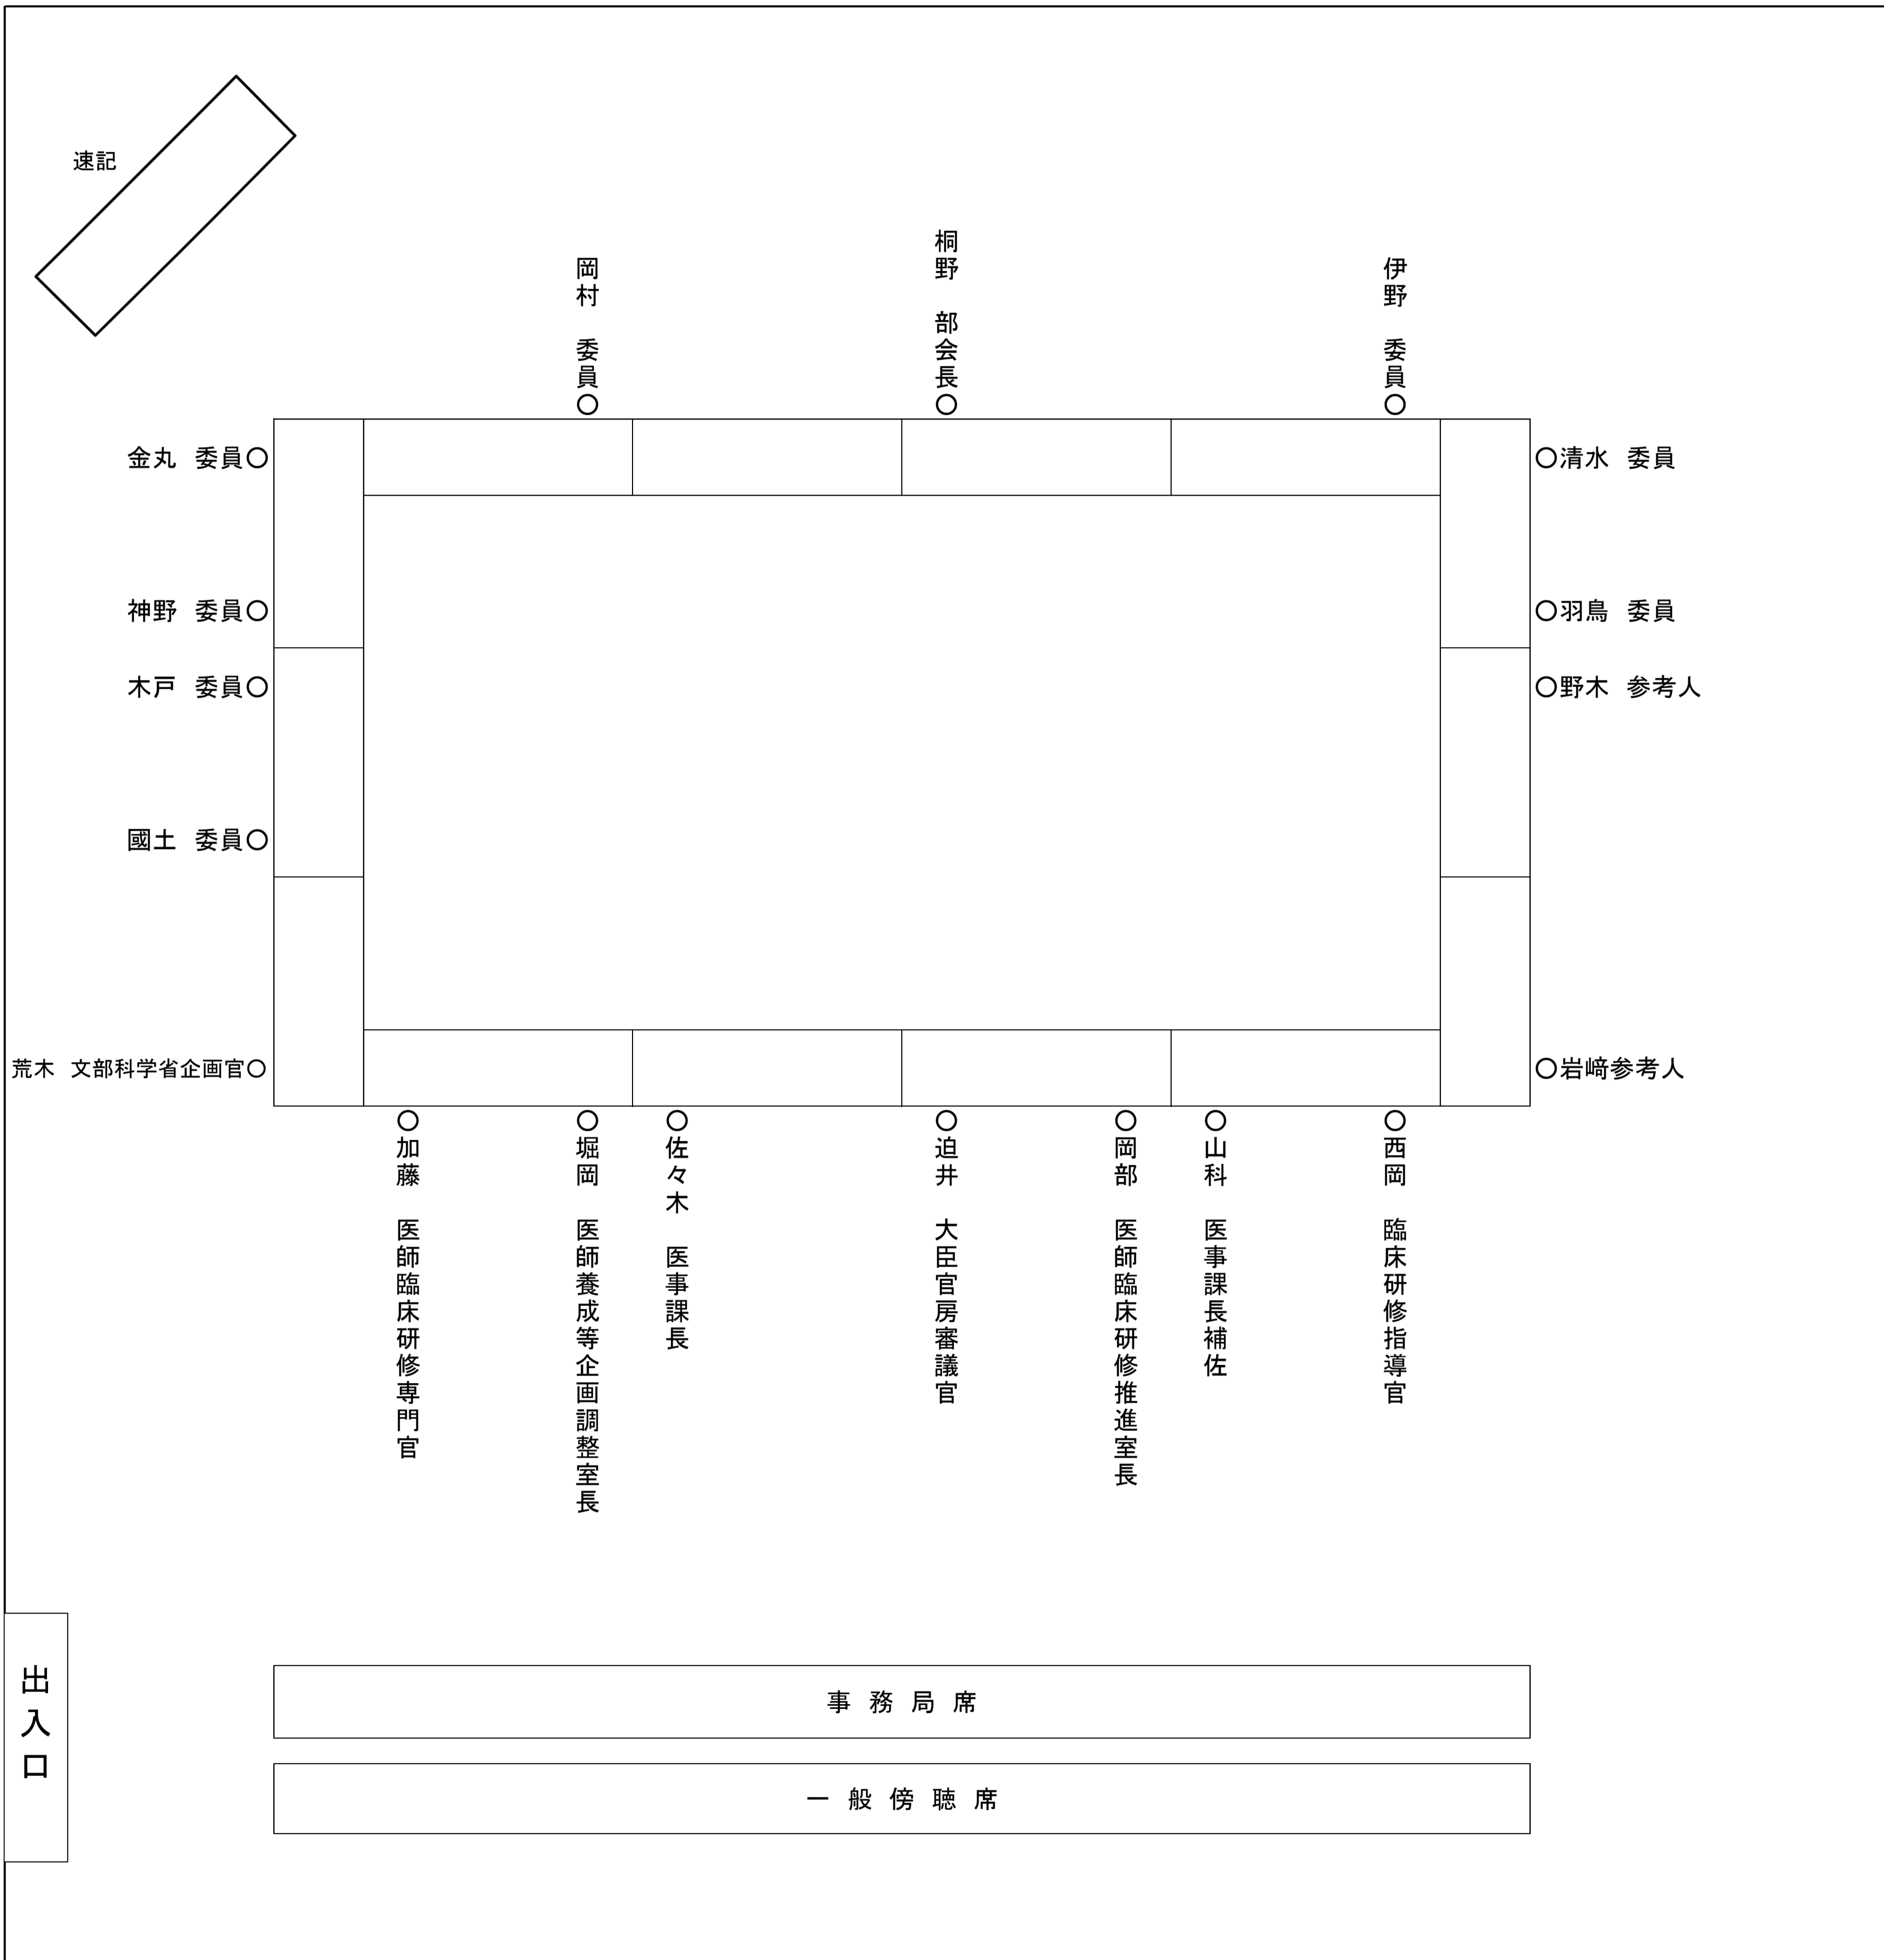 速記
岡村　委員○
桐野　部会長○
伊野　委員○
金丸　委員○
○清水　委員
神野　委員○
○羽鳥　委員
木戸　委員○
○野木　参考人
國土　委員○
荒木　文部科学省企画官○
○岩﨑参考人
○加藤　医師臨床研修専門官
○堀岡　医師養成等企画調整室長
○佐々木　医事課長
○迫井　大臣官房審議官
○岡部　医師臨床研修推進室長
○山科　医事課長補佐
○西岡　臨床研修指導官
出入口
事務局席
一般傍聴席